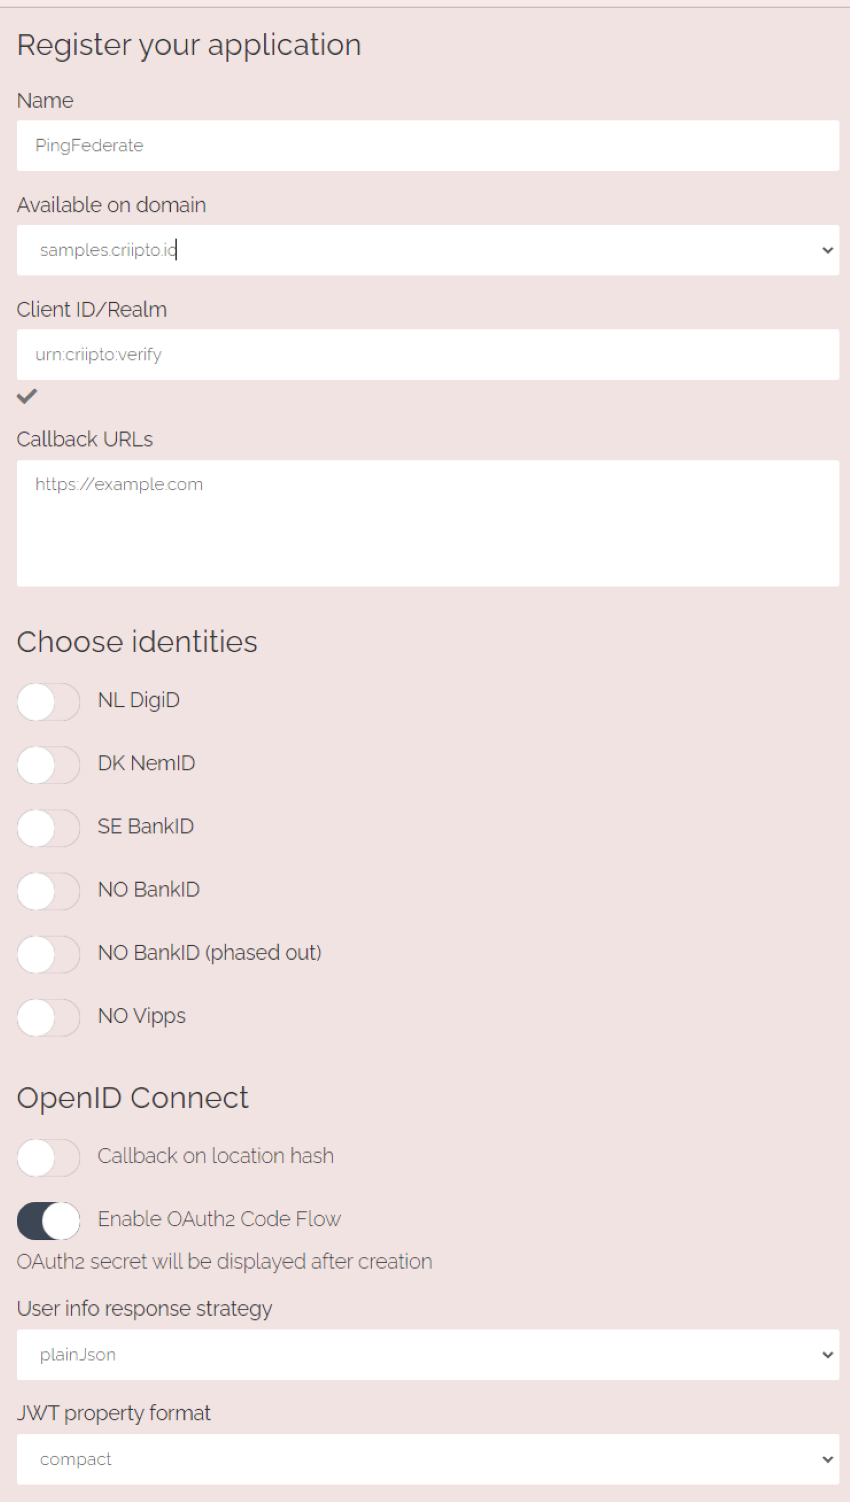 Register your application
Name
PingFederate
Available on domain
samples.criipto.id
Client ID/Realm
urn:criipto:verify
Callback URLs
https://example.com
Choose identities
NL DigiD
DK NemID
SE BankID
NO BankID
NO BankID (phased out)
NO Vipps
OpenID Connect
Callback on location hash
Enable OAuth2 Code Flow
OAuth2 secret will be displayed after creation
User info response strategy
plainJson
JWT property format
compact